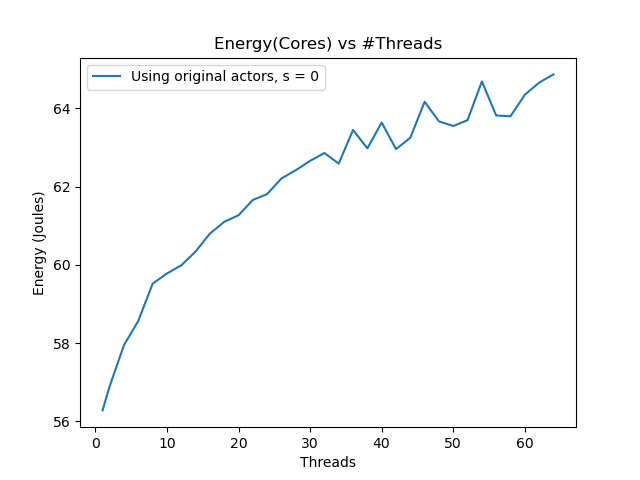 Energy(Cores) vs #Threads
Using original actors, s = 0
Energy (Joules)
64
62
60
58
56
0 10 20 30 40 50 60
Threads